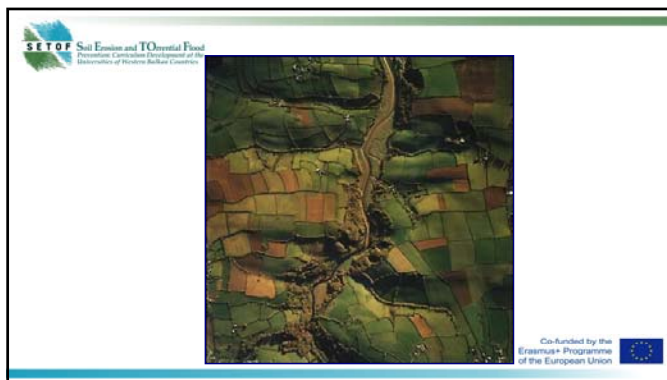 SETOF
Soil Erosion and TOrrential Flood
Prevention: Curriculum Development at the
Universities of Western Balkan Countries
Co-funded by the
Erasmus+ Programme
of the European Union